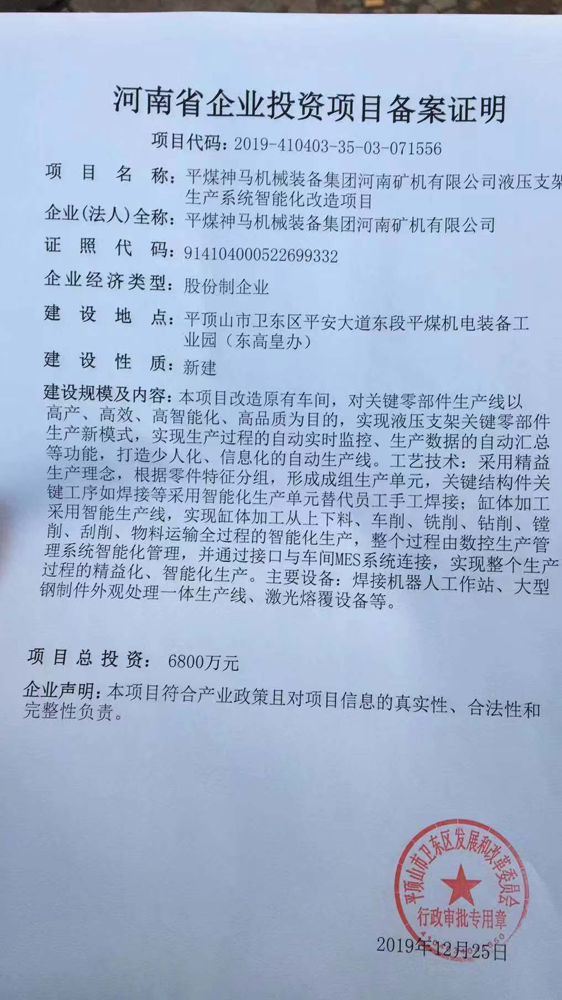 河南省企业投资项目备案证明
项目代码：2019-410403-35-03-071556
项目名称：平煤神马机械装备集团河南矿机有限公司液压支架
生产系统智能化改造项目
企业(法人)全称：平煤神马机械装备集团河南矿机有限公司
证照代码：914104000522699332
企业经济类型：股份制企业
建设地点：平顶山市卫东区平安大道东段平煤机电装备工
业园（东高皇办）
建设性质：新建
建设规模及内容：本项目改造原有车间，对关键零部件生产线以
高产、高效、高智能化、高品质为目的，实现液压支架关键零部件
生产新模式，实现生产过程的自动实时监控、生产数据的自动汇总
等功能，打造少人化、信息化的自动生产线。工艺技术：采用精益
生产理念，根据零件特征分组，形成成组生产单元，关键结构件关
键工序如焊接等采用智能化生产单元替代员工手工焊接；缸体加工
采用智能生产线，实现缸体加工从上下料、车削、铣削、钻削、镗
削、刮削、物料运输全过程的智能化生产，整个过程由数控生产管
理系统智能化管理，并通过接口与车间MES系统连接，实现整个生产
过程的精益化、智能化生产。主要设备：焊接机器人工作站、大型
钢制件外观处理一体生产线、激光熔覆设备等。
项目总投资：6800万元
企业声明：本项目符合产业政策且对项目信息的真实性、合法性和
完整性负责。
平顶山市卫东区发展和改革委员会
行政审批专用章
2019年12月25日